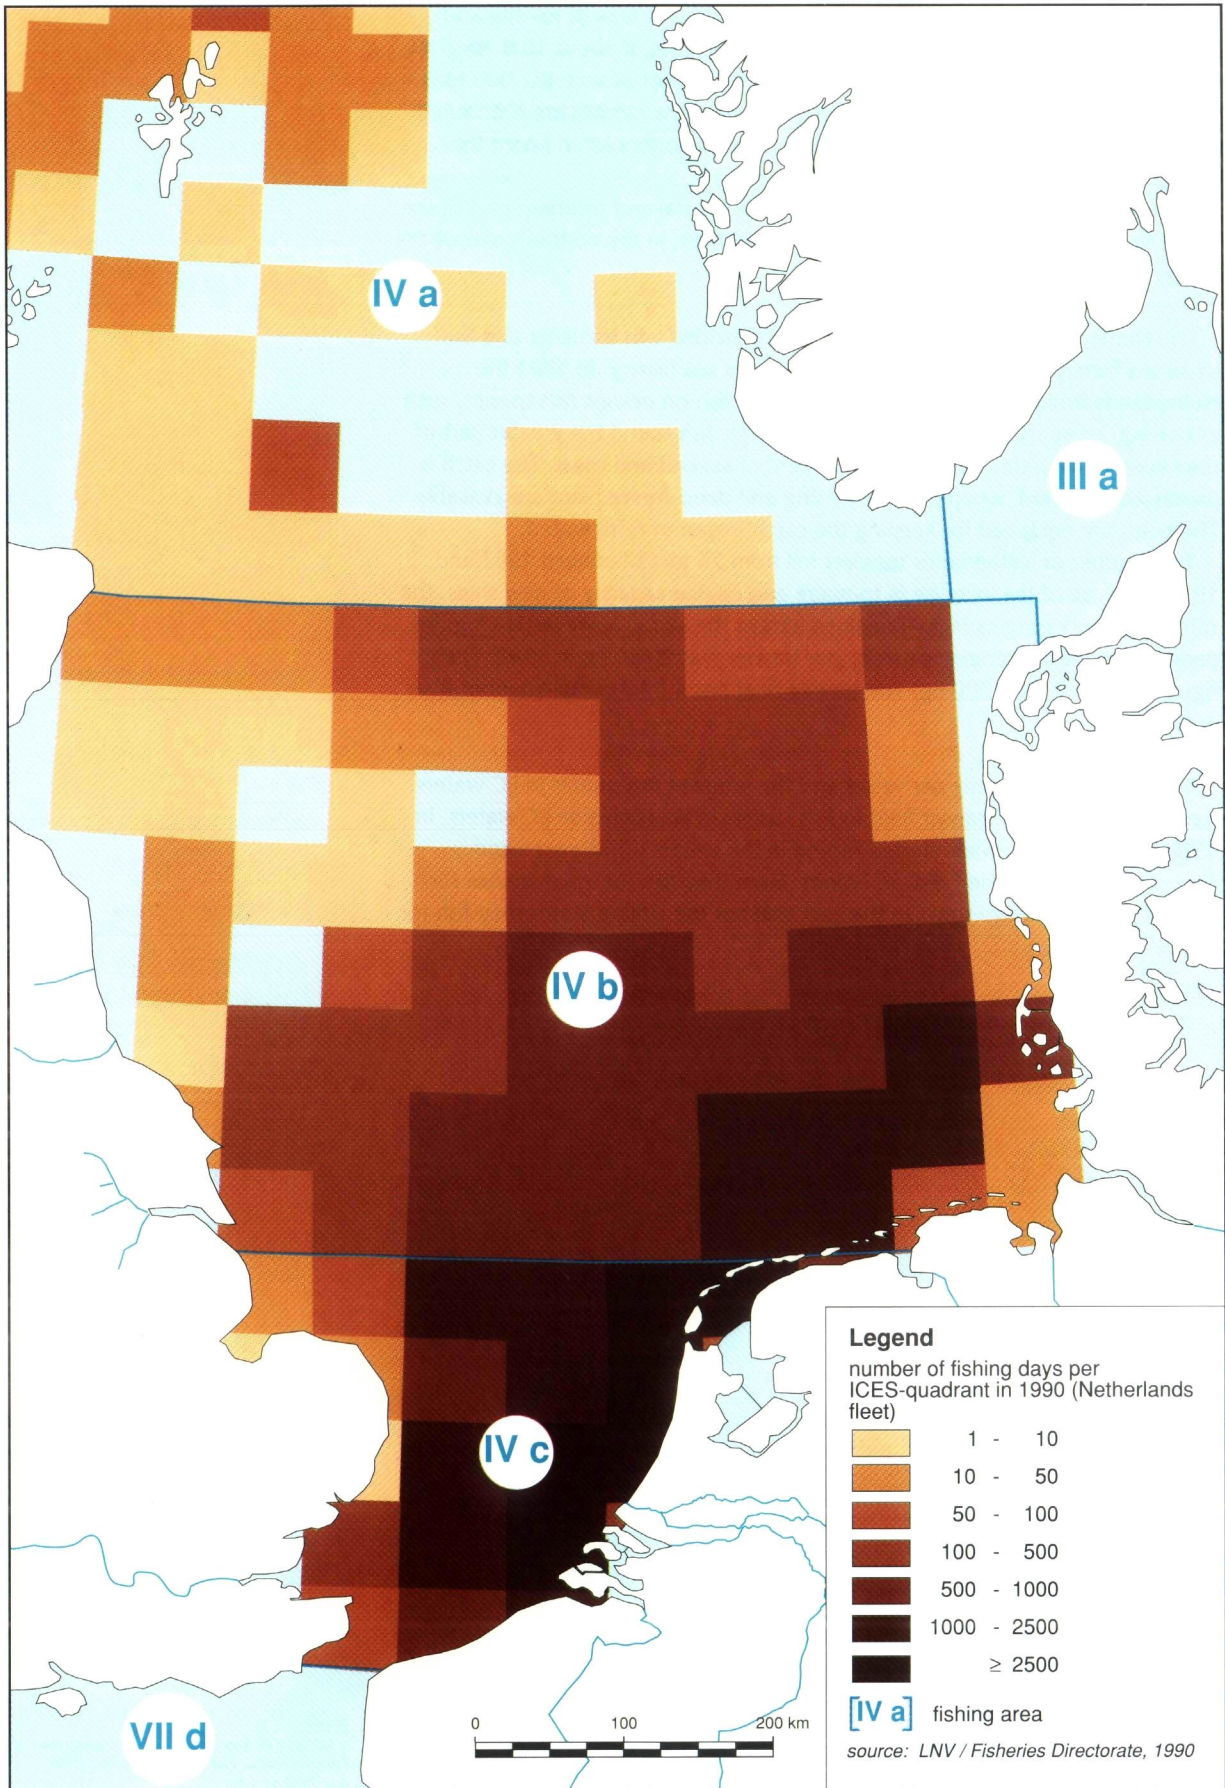 IV a
III a
IV b
IV c
VII d
0 100 200 km
Legend
number of fishing days per
ICES-quadrant in 1990 (Netherlands
fleet)
1 - 10
10 - 50
50 - 100
100 - 500
500 - 1000
1000 - 2500
≥ 2500
[IV a] fishing area
source: LNV / Fisheries Directorate, 1990